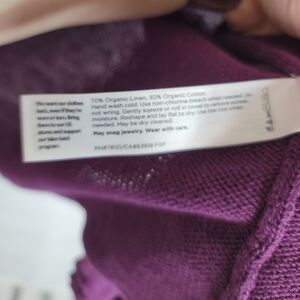 We want our clothes
back, even if they're
worn or torn. Bring
them to our US
stores and support
our take back
program.
70% Organic Linen, 30% Organic Cotton.
Hand wash cold. Use non-chlorine bleach when needed. Do
not wring. Gently squeeze or roll in towel to remove excess
moisture. Reshape and lay flat to dry. Use dry iron when
needed. May be dry cleaned.
May snag jewelry. Wear with care.